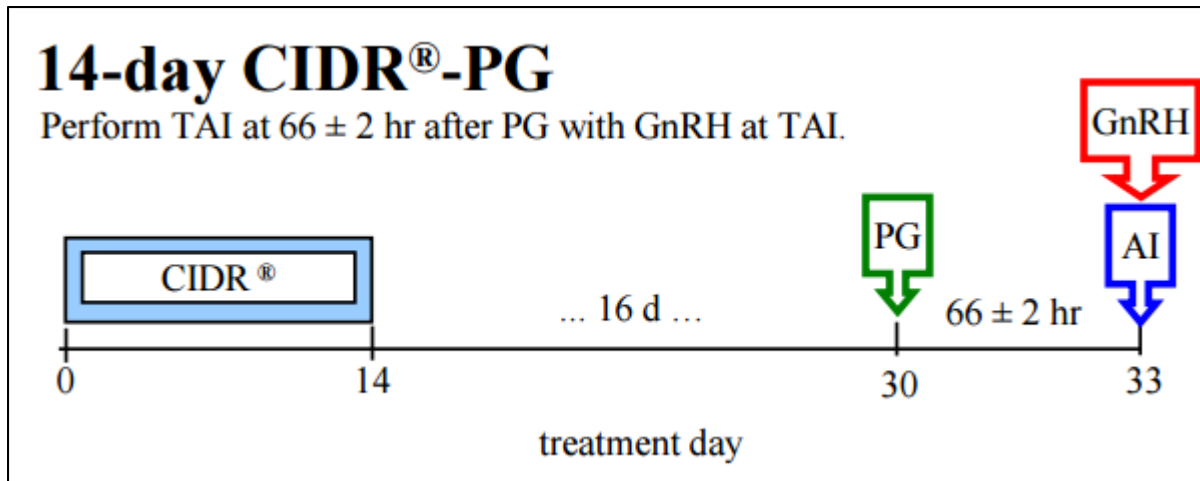 14-day CIDR®-PG
Perform TAI at 66 ± 2 hr after PG with GnRH at TAI.
GnRH
PG
AI
CIDR ®
... 16 d ...
66 ± 2 hr
0
14
30
33
treatment day